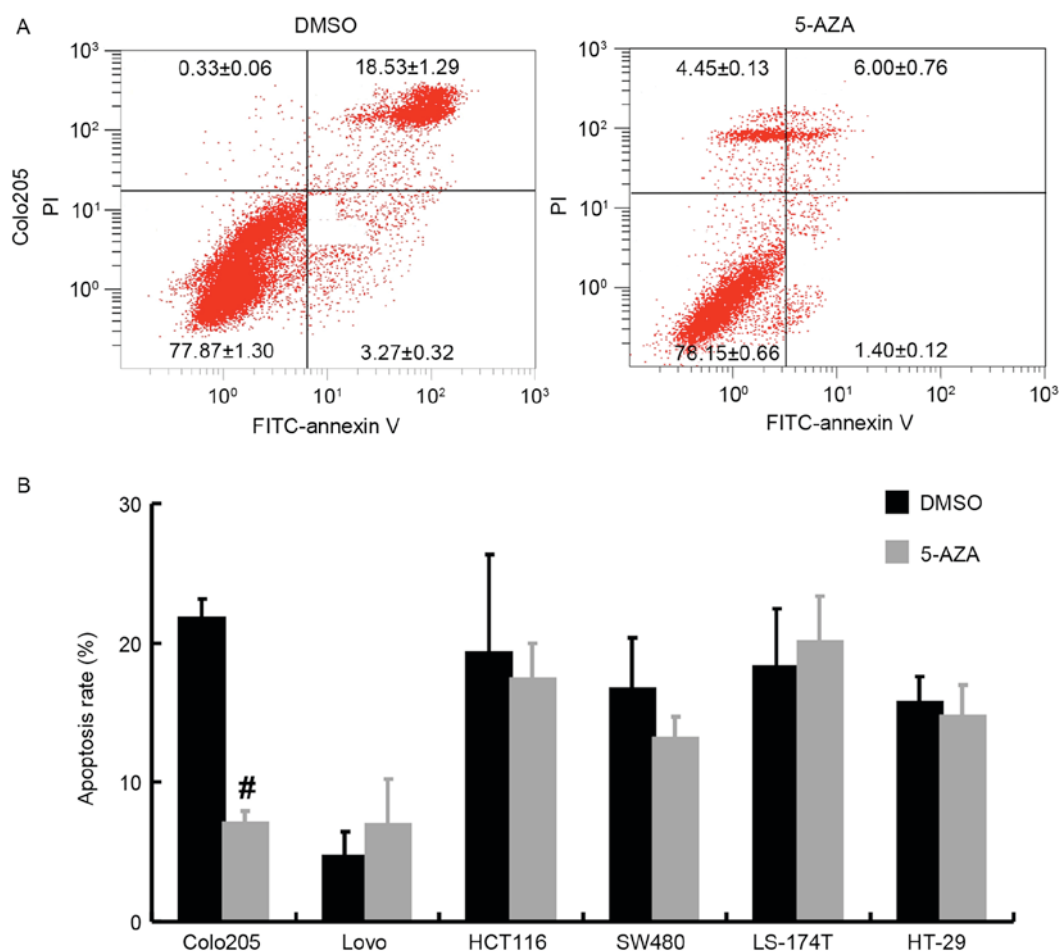 A
DMSO
5-AZA
Colo205
PI
10³
10²
10¹
10⁰
0.33±0.06
18.53±1.29
77.87±1.30
3.27±0.32
10⁰
10¹
10²
10³
FITC-annexin V
PI
10³
10²
10¹
10⁰
4.45±0.13
6.00±0.76
78.15±0.66
1.40±0.12
10⁰
10¹
10²
10³
FITC-annexin V
B
Apoptosis rate (%)
30
20
10
0
#
DMSO
5-AZA
Colo205
Lovo
HCT116
SW480
LS-174T
HT-29